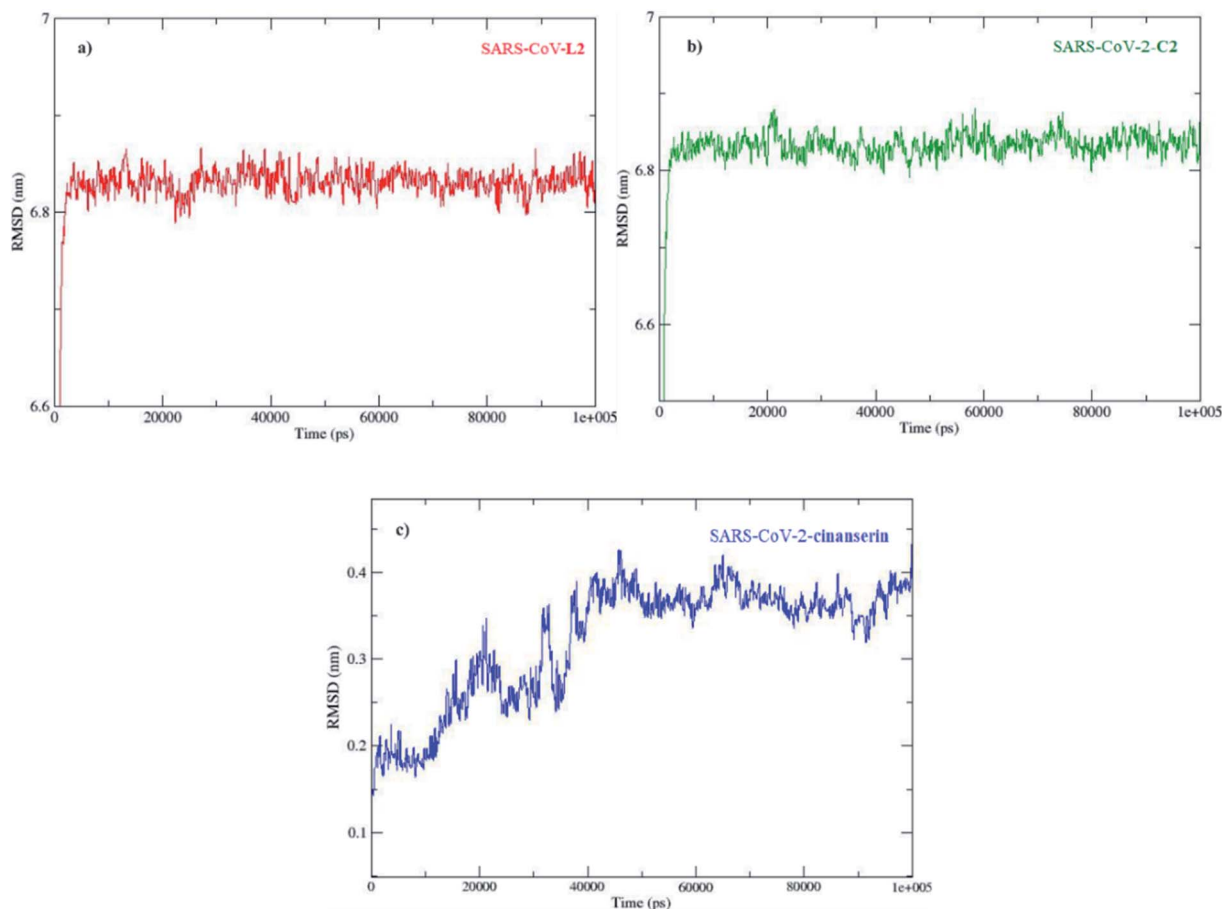 a)
SARS-CoV-L2
7
6.8
6.6
RMSD (nm)
0 20000 40000 60000 80000 1e+005
Time (ps)
b)
SARS-CoV-2-C2
7
6.8
6.6
RMSD (nm)
0 20000 40000 60000 80000 1e+005
Time (ps)
c)
SARS-CoV-2-cinanserin
0.4
0.3
0.2
0.1
RMSD (nm)
0 20000 40000 60000 80000 1e+005
Time (ps)